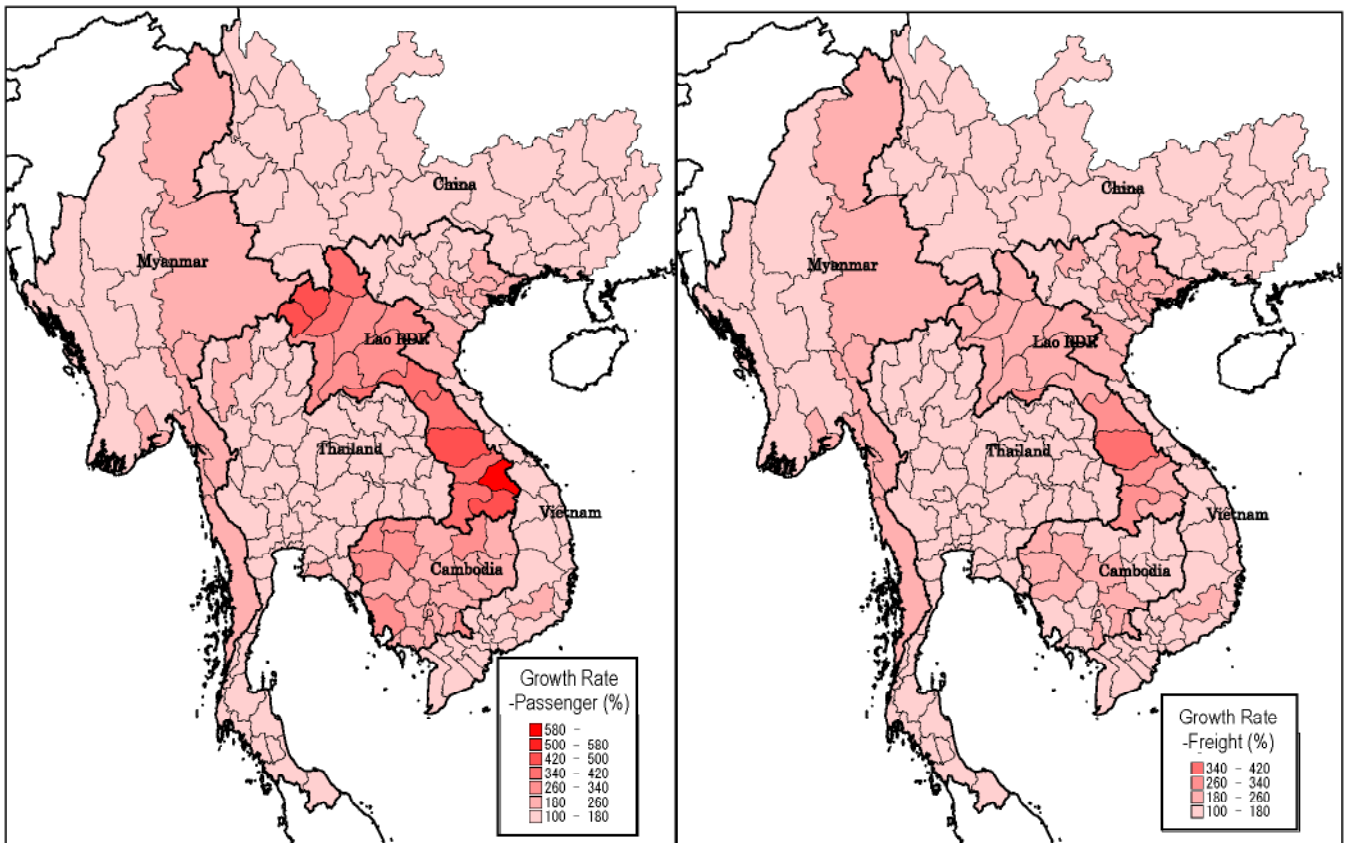 China
Myanmar
Lao PDR
Thailand
Vietnam
Cambodia
Growth Rate
-Passenger (%)
580 -
500 - 580
420 - 500
340 - 420
260 - 340
180 - 260
100 - 180
China
Myanmar
Lao PDR
Thailand
Vietnam
Cambodia
Growth Rate
-Freight (%)
340 - 420
260 - 340
180 - 260
100 - 180